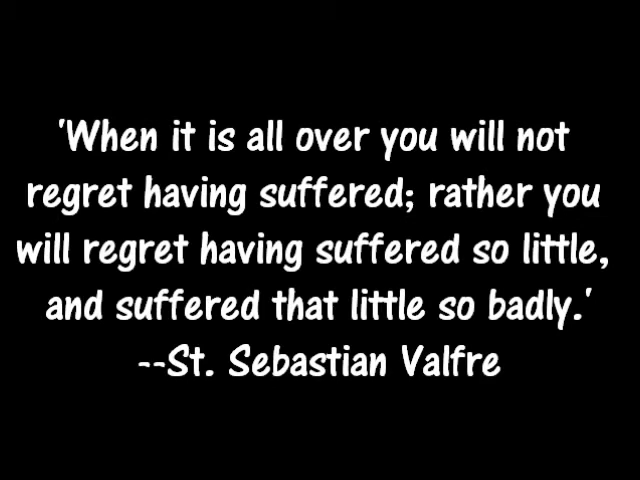 'When it is all over you will not
regret having suffered; rather you
will regret having suffered so little,
and suffered that little so badly.'
--St. Sebastian Valfre